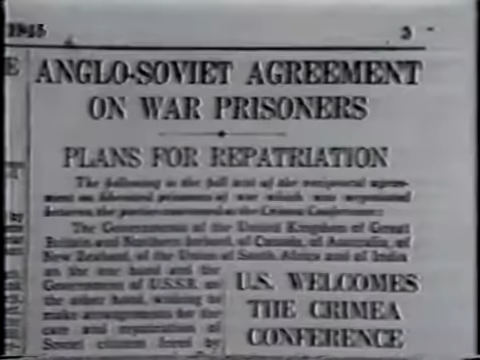 1945 3
ANGLO-SOVIET AGREEMENT
ON WAR PRISONERS
PLANS FOR REPATRIATION
The following is the full text of the reciprocal agree-
ment on liberated prisoners of war which was negotiated
between the parties concerned at the Crimea Conference:
The Governments of the United Kingdom of Great
Britain and Northern Ireland, of Canada, of Australia, of
New Zealand, of the Union of South Africa and of India
on the one hand and the
Government of U.S.S.R. on
the other hand, wishing to
make arrangements for the
care and repatriation of
Soviet citizens freed by
U.S. WELCOMES
THE CRIMEA
CONFERENCE